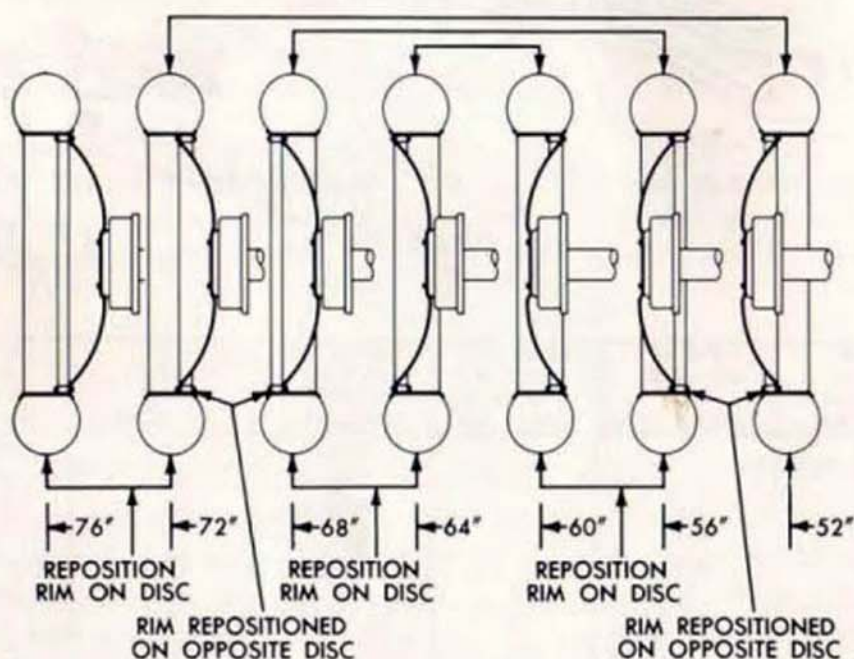 76″ 72″ 68″ 64″ 60″ 56″ 52″
REPOSITION
RIM ON DISC
REPOSITION
RIM ON DISC
REPOSITION
RIM ON DISC
RIM REPOSITIONED
ON OPPOSITE DISC
RIM REPOSITIONED
ON OPPOSITE DISC